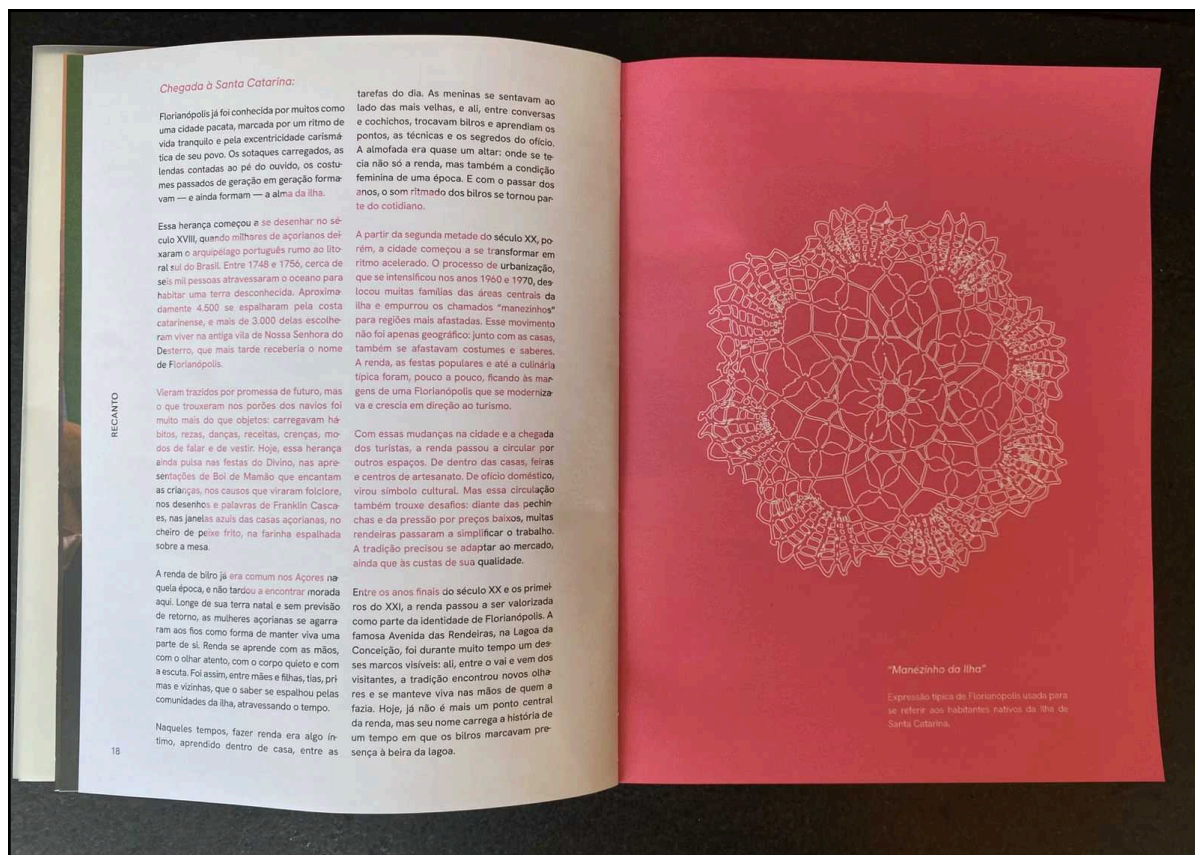 Chegada à Santa Catarina:
Florianópolis já foi conhecida por muitos como
uma cidade pacata, marcada por um ritmo de
vida tranquilo e pela excentricidade carismá-
tica de seu povo. Os sotaques carregados, as
lendas contadas ao pé do ouvido, os costu-
mes passados de geração em geração forma-
vam — e ainda formam — a alma da ilha.
Essa herança começou a se desenhar no sé-
culo XVIII, quando milhares de açorianos dei-
xaram o arquipélago português rumo ao lito-
ral sul do Brasil. Entre 1748 e 1756, cerca de
seis mil pessoas atravessaram o oceano para
habitar uma terra desconhecida. Aproxima-
damente 4.500 se espalharam pela costa
catarinense, e mais de 3.000 delas escolhe-
ram viver na antiga vila de Nossa Senhora do
Desterro, que mais tarde receberia o nome
de Florianópolis.
Vieram trazidos por promessa de futuro, mas
o que trouxeram nos porões dos navios foi
muito mais do que objetos: carregavam há-
bitos, rezas, danças, receitas, crenças, mo-
dos de falar e de vestir. Hoje, essa herança
ainda pulsa nas festas do Divino, nas apre-
sentações de Boi de Mamão que encantam
as crianças, nos causos que viraram folclore,
nos desenhos e palavras de Franklin Casca-
es, nas janelas azuis das casas açorianas, no
cheiro de peixe frito, na farinha espalhada
sobre a mesa.
A renda de bilro já era comum nos Açores na-
quela época, e não tardou a encontrar morada
aqui. Longe de sua terra natal e sem previsão
de retorno, as mulheres açorianas se agarra-
ram aos fios como forma de manter viva uma
parte de si. Renda se aprende com as mãos,
com o olhar atento, com o corpo quieto e com
a escuta. Foi assim, entre mães e filhas, tias, pri-
mas e vizinhas, que o saber se espalhou pelas
comunidades da ilha, atravessando o tempo.
Naqueles tempos, fazer renda era algo ín-
timo, aprendido dentro de casa, entre as
tarefas do dia. As meninas se sentavam ao
lado das mais velhas, e ali, entre conversas
e cochichos, trocavam bilros e aprendiam os
pontos, as técnicas e os segredos do ofício.
A almofada era quase um altar: onde se te-
cia não só a renda, mas também a condição
feminina de uma época. E com o passar dos
anos, o som ritmado dos bilros se tornou par-
te do cotidiano.
A partir da segunda metade do século XX, po-
rém, a cidade começou a se transformar em
ritmo acelerado. O processo de urbanização,
que se intensificou nos anos 1960 e 1970, des-
locou muitas famílias das áreas centrais da
ilha e empurrou os chamados "manezinhos"
para regiões mais afastadas. Esse movimento
não foi apenas geográfico: junto com as casas,
também se afastavam costumes e saberes.
A renda, as festas populares e até a culinária
típica foram, pouco a pouco, ficando às mar-
gens de uma Florianópolis que se moderniza-
va e crescia em direção ao turismo.
Com essas mudanças na cidade e a chegada
dos turistas, a renda passou a circular por
outros espaços. De dentro das casas, feiras
e centros de artesanato. De ofício doméstico,
virou símbolo cultural. Mas essa circulação
também trouxe desafios: diante das pechin-
chas e da pressão por preços baixos, muitas
rendeiras passaram a simplificar o trabalho.
A tradição precisou se adaptar ao mercado,
ainda que às custas de sua qualidade.
Entre os anos finais do século XX e os primei-
ros do XXI, a renda passou a ser valorizada
como parte da identidade de Florianópolis. A
famosa Avenida das Rendeiras, na Lagoa da
Conceição, foi durante muito tempo um des-
ses marcos visíveis: ali, entre o vai e vem dos
visitantes, a tradição encontrou novos olha-
res e se manteve viva nas mãos de quem a
fazia. Hoje, já não é mais um ponto central
da renda, mas seu nome carrega a história de
um tempo em que os bilros marcavam pre-
sença à beira da lagoa.
RECANTO
18
"Manezinho da Ilha"
Expressão típica de Florianópolis usada para
se referir aos habitantes nativos da Ilha de
Santa Catarina.